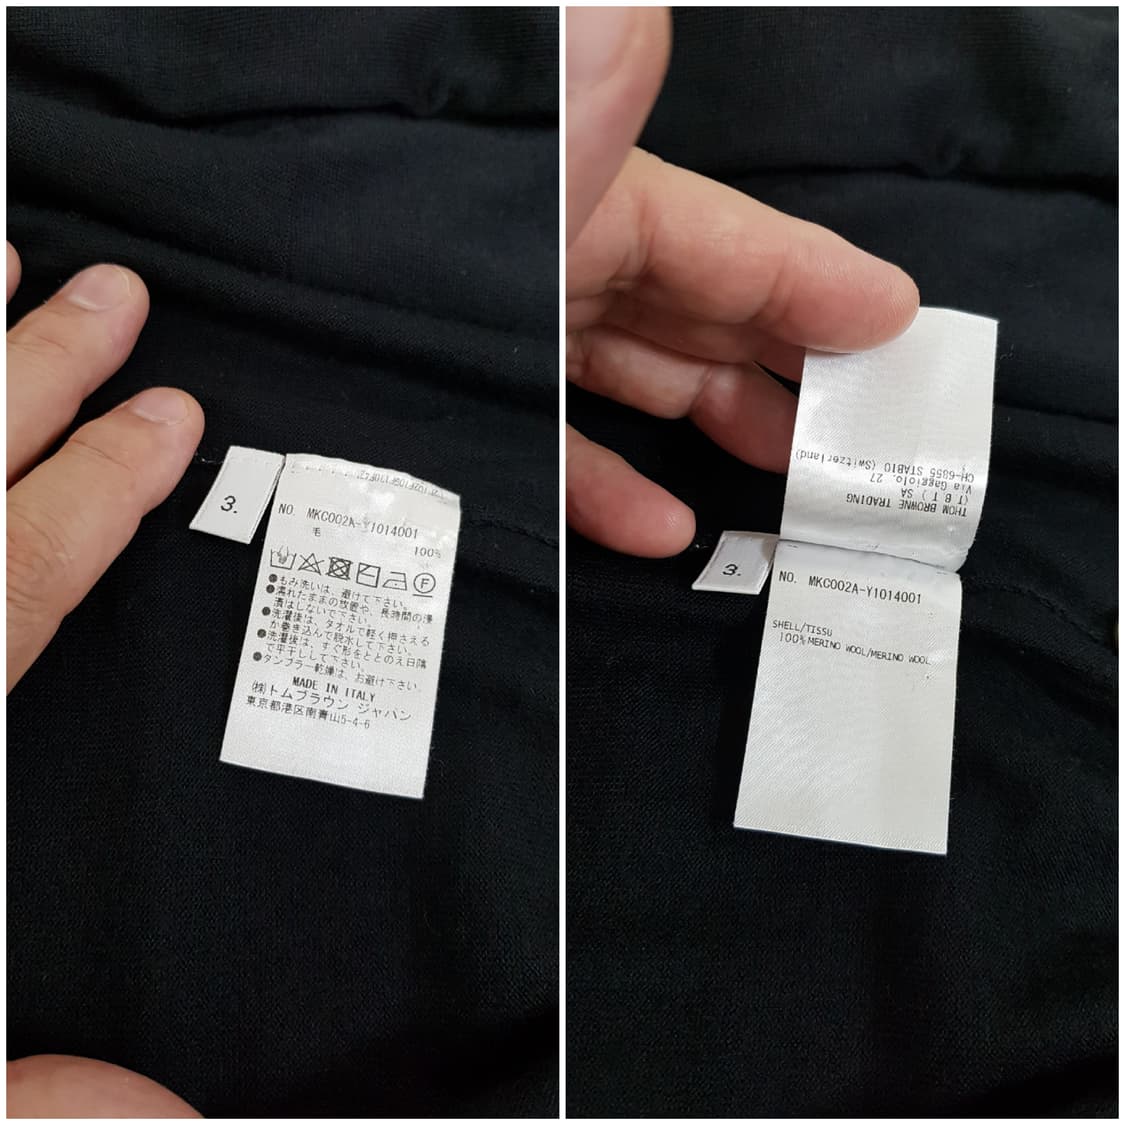 3.
NO. MKC002A-Y1014001
毛
100%
F
●もみ洗いは、避けて下さい。
●濡れたままの放置や、長時間の浸
漬はしないで下さい。
●洗濯後は、タオルで軽く押さえる
か巻き込んで脱水して下さい。
●洗濯後は、すぐ形をととのえ日陰
で平干しして下さい。
●タンブラー乾燥は、お避け下さい。
MADE IN ITALY
(株)トムブラウン ジャパン
東京都港区南青山5-4-6
THOM BROWNE TRADING
(T B T ) SA
Via Gaggiolo, 27
CH-6855 STABIO (Switzerland)
3.
NO. MKC002A-Y1014001
SHELL/TISSU
100%MERINO WOOL/MERINO WOOL